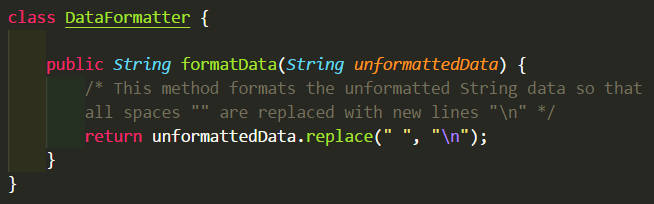 class DataFormatter {
public String formatData(String unformattedData) {
/* This method formats the unformatted String data so that
all spaces "" are replaced with new lines "\n" */
return unformattedData.replace(" ", "\n");
}
}